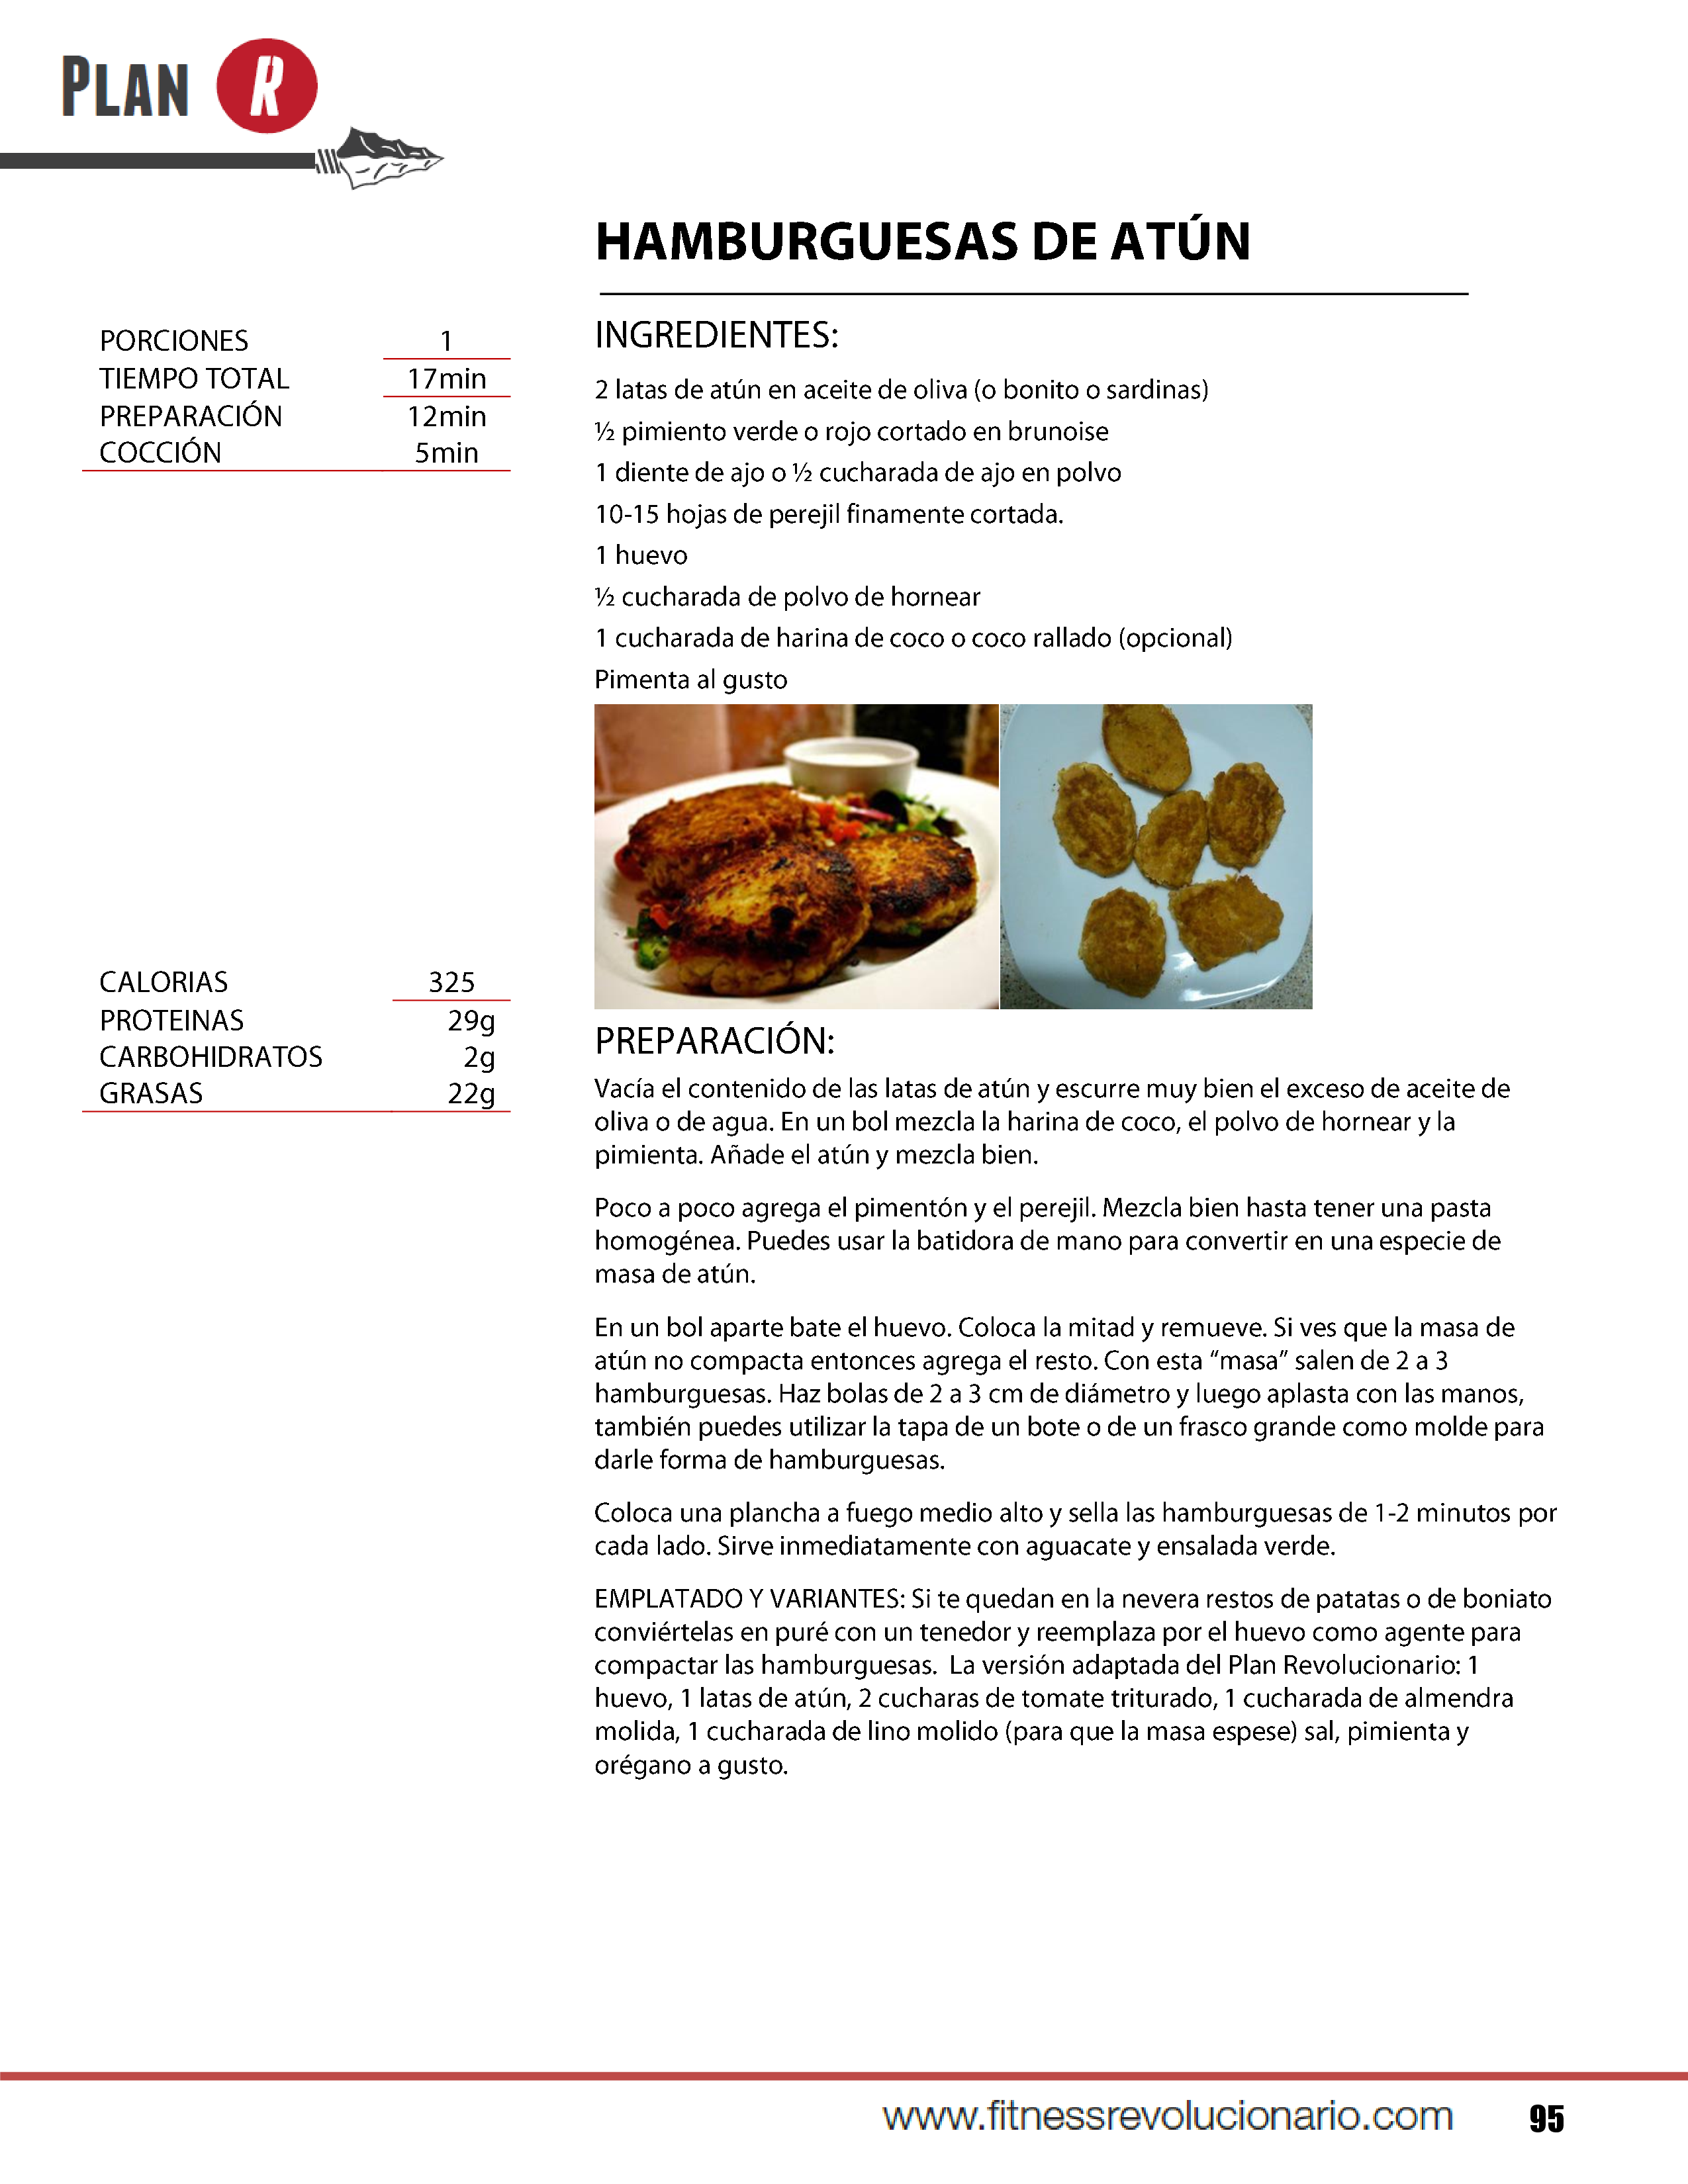 PLAN R
HAMBURGUESAS DE ATÚN
PORCIONES 1
TIEMPO TOTAL 17min
PREPARACIÓN 12min
COCCIÓN 5min
INGREDIENTES:
2 latas de atún en aceite de oliva (o bonito o sardinas)
½ pimiento verde o rojo cortado en brunoise
1 diente de ajo o ½ cucharada de ajo en polvo
10-15 hojas de perejil finamente cortada.
1 huevo
½ cucharada de polvo de hornear
1 cucharada de harina de coco o coco rallado (opcional)
Pimenta al gusto
CALORIAS 325
PROTEINAS 29g
CARBOHIDRATOS 2g
GRASAS 22g
PREPARACIÓN:
Vacía el contenido de las latas de atún y escurre muy bien el exceso de aceite de
oliva o de agua. En un bol mezcla la harina de coco, el polvo de hornear y la
pimienta. Añade el atún y mezcla bien.
Poco a poco agrega el pimentón y el perejil. Mezcla bien hasta tener una pasta
homogénea. Puedes usar la batidora de mano para convertir en una especie de
masa de atún.
En un bol aparte bate el huevo. Coloca la mitad y remueve. Si ves que la masa de
atún no compacta entonces agrega el resto. Con esta “masa” salen de 2 a 3
hamburguesas. Haz bolas de 2 a 3 cm de diámetro y luego aplasta con las manos,
también puedes utilizar la tapa de un bote o de un frasco grande como molde para
darle forma de hamburguesas.
Coloca una plancha a fuego medio alto y sella las hamburguesas de 1-2 minutos por
cada lado. Sirve inmediatamente con aguacate y ensalada verde.
EMPLATADO Y VARIANTES: Si te quedan en la nevera restos de patatas o de boniato
conviértelas en puré con un tenedor y reemplaza por el huevo como agente para
compactar las hamburguesas.  La versión adaptada del Plan Revolucionario: 1
huevo, 1 latas de atún, 2 cucharas de tomate triturado, 1 cucharada de almendra
molida, 1 cucharada de lino molido (para que la masa espese) sal, pimienta y
orégano a gusto.
www.fitnessrevolucionario.com 95